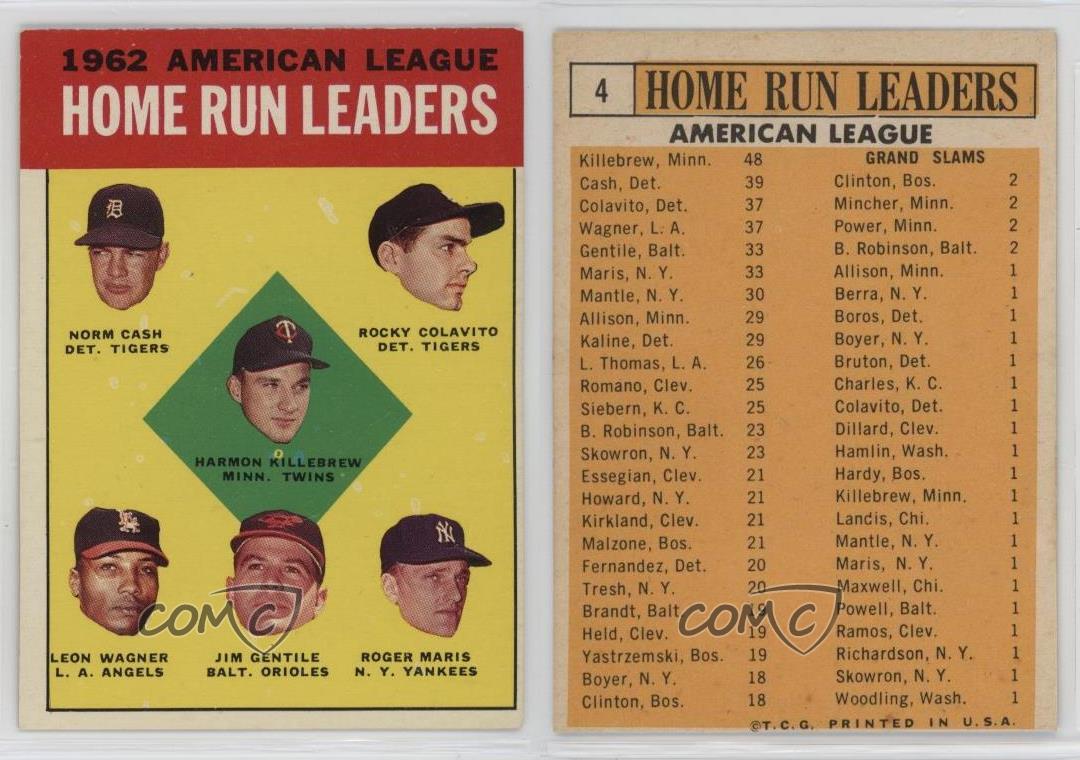 1962 AMERICAN LEAGUE
HOME RUN LEADERS
NORM CASH
DET. TIGERS
ROCKY COLAVITO
DET. TIGERS
HARMON KILLEBREW
MINN. TWINS
LEON WAGNER
L. A. ANGELS
JIM GENTILE
BALT. ORIOLES
ROGER MARIS
N. Y. YANKEES
COMC
4 HOME RUN LEADERS
AMERICAN LEAGUE
Killebrew, Minn. 48
Cash, Det. 39
Colavito, Det. 37
Wagner, L. A. 37
Gentile, Balt. 33
Maris, N. Y. 33
Mantle, N. Y. 30
Allison, Minn. 29
Kaline, Det. 29
L. Thomas, L. A. 26
Romano, Clev. 25
Siebern, K. C. 25
B. Robinson, Balt. 23
Skowron, N. Y. 23
Essegian, Clev. 21
Howard, N. Y. 21
Kirkland, Clev. 21
Malzone, Bos. 21
Fernandez, Det. 20
Tresh, N. Y. 20
Brandt, Balt. 19
Held, Clev. 19
Yastrzemski, Bos. 19
Boyer, N. Y. 18
Clinton, Bos. 18
GRAND SLAMS
Clinton, Bos. 2
Mincher, Minn. 2
Power, Minn. 2
B. Robinson, Balt. 2
Allison, Minn. 1
Berra, N. Y. 1
Boros, Det. 1
Boyer, N. Y. 1
Bruton, Det. 1
Charles, K. C. 1
Colavito, Det. 1
Dillard, Clev. 1
Hamlin, Wash. 1
Hardy, Bos. 1
Killebrew, Minn. 1
Landis, Chi. 1
Mantle, N. Y. 1
Maris, N. Y. 1
Maxwell, Chi. 1
Powell, Balt. 1
Ramos, Clev. 1
Richardson, N. Y. 1
Skowron, N. Y. 1
Woodling, Wash. 1
COMC
©T.C.G. PRINTED IN U.S.A.